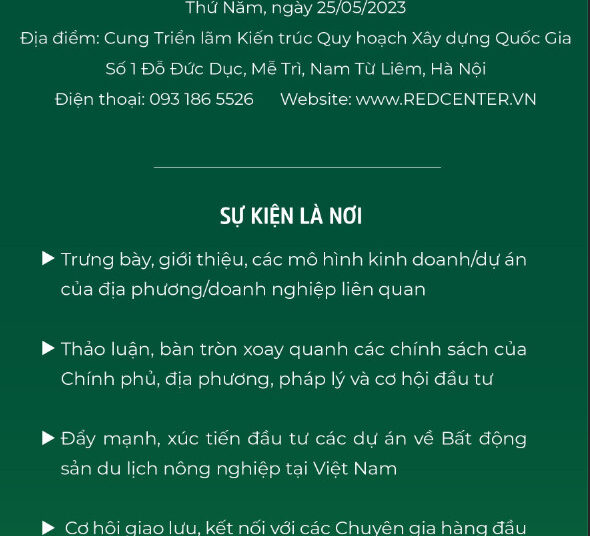 Thứ Năm, ngày 25/05/2023
Địa điểm: Cung Triển lãm Kiến trúc Quy hoạch Xây dựng Quốc Gia
Số 1 Đỗ Đức Dục, Mễ Trì, Nam Từ Liêm, Hà Nội
Điện thoại: 093 186 5526 Website: www.REDCENTER.VN
SỰ KIỆN LÀ NƠI
▶ Trưng bày, giới thiệu, các mô hình kinh doanh/dự án
của địa phương/doanh nghiệp liên quan
▶ Thảo luận, bàn tròn xoay quanh các chính sách của
Chính phủ, địa phương, pháp lý và cơ hội đầu tư
▶ Đẩy mạnh, xúc tiến đầu tư các dự án về Bất động
sản du lịch nông nghiệp tại Việt Nam
▶ Cơ hội giao lưu, kết nối với các Chuyên gia hàng đầu